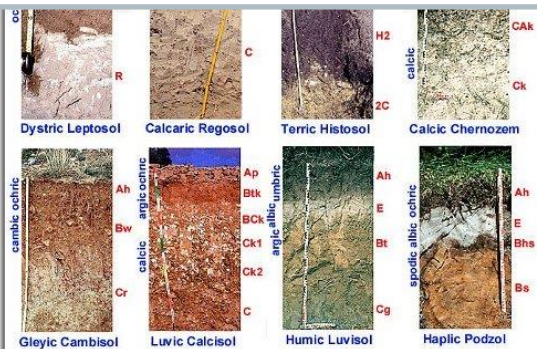 oc
R
Dystric Leptosol
C
Calcaric Regosol
H2
2C
Terric Histosol
calcic
CAk
Ck
Calcic Chernozem
cambic ochric
Ah
Bw
Cr
Gleyic Cambisol
calcic argic ochric
Ap
Btk
BCk
Ck1
Ck2
C
Luvic Calcisol
argic albic umbric
Ah
E
Bt
Cg
Humic Luvisol
spodic albic ochric
Ah
E
Bhs
Bs
Haplic Podzol